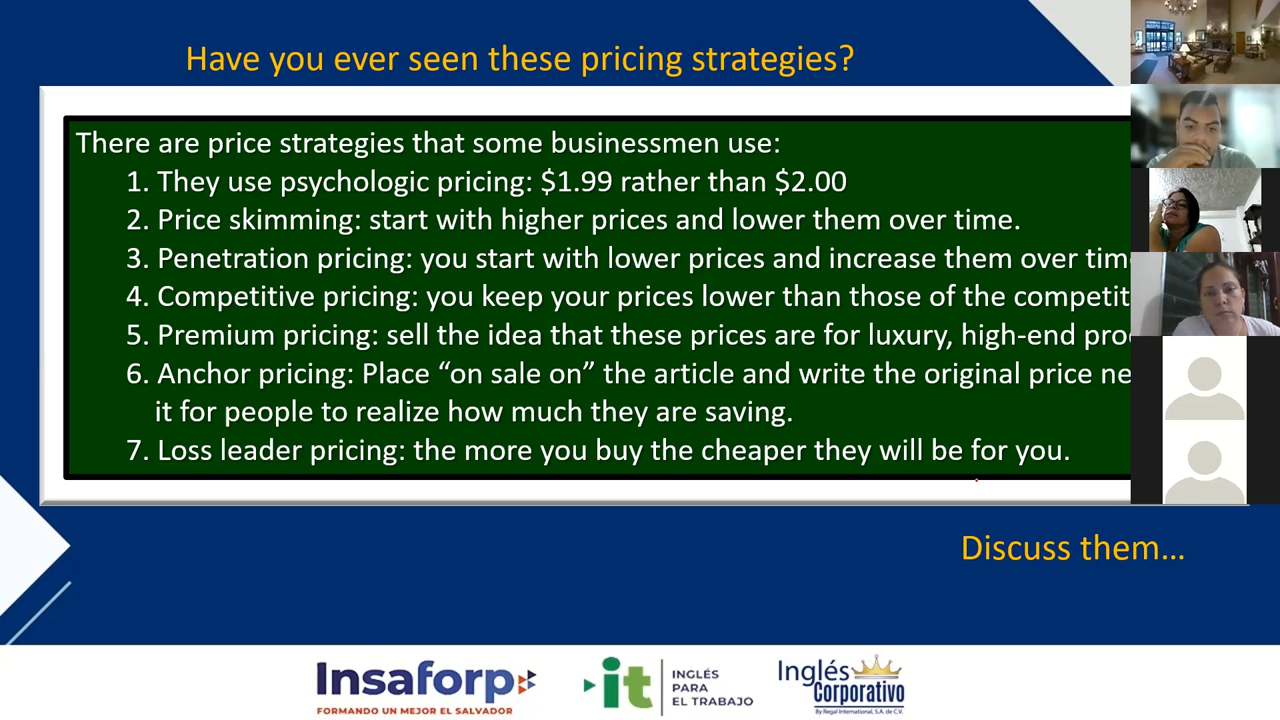 Have you ever seen these pricing strategies?
There are price strategies that some businessmen use:
1. They use psychologic pricing: $1.99 rather than $2.00
2. Price skimming: start with higher prices and lower them over time.
3. Penetration pricing: you start with lower prices and increase them over
4. Competitive pricing: you keep your prices lower than those of the
5. Premium pricing: sell the idea that these prices are for luxury, high-end
6. Anchor pricing: Place “on sale on” the article and write the original price
it for people to realize how much they are saving.
7. Loss leader pricing: the more you buy the cheaper they will be for you.
Discuss them...
Insaforp
FORMANDO UN MEJOR EL SALVADOR
it
INGLÉS
PARA
EL TRABAJO
Inglés
Corporativo
By Regal International, S.A. de C.V.